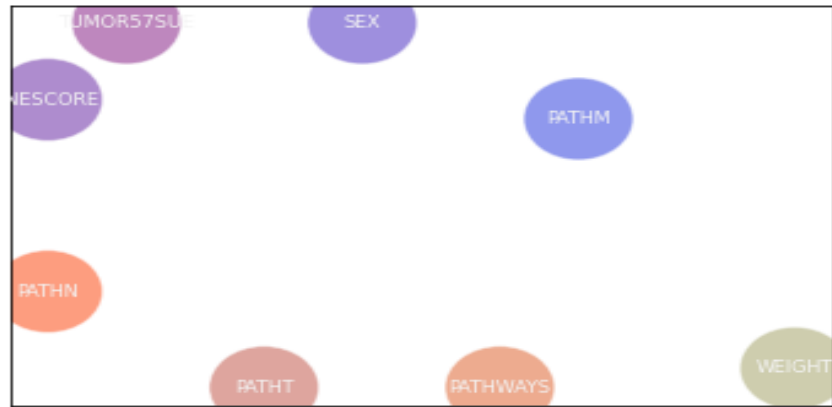 TUMOR57SUE
SEX
NESCORE
PATHM
PATHN
WEIGHT
PATHT
PATHWAYS